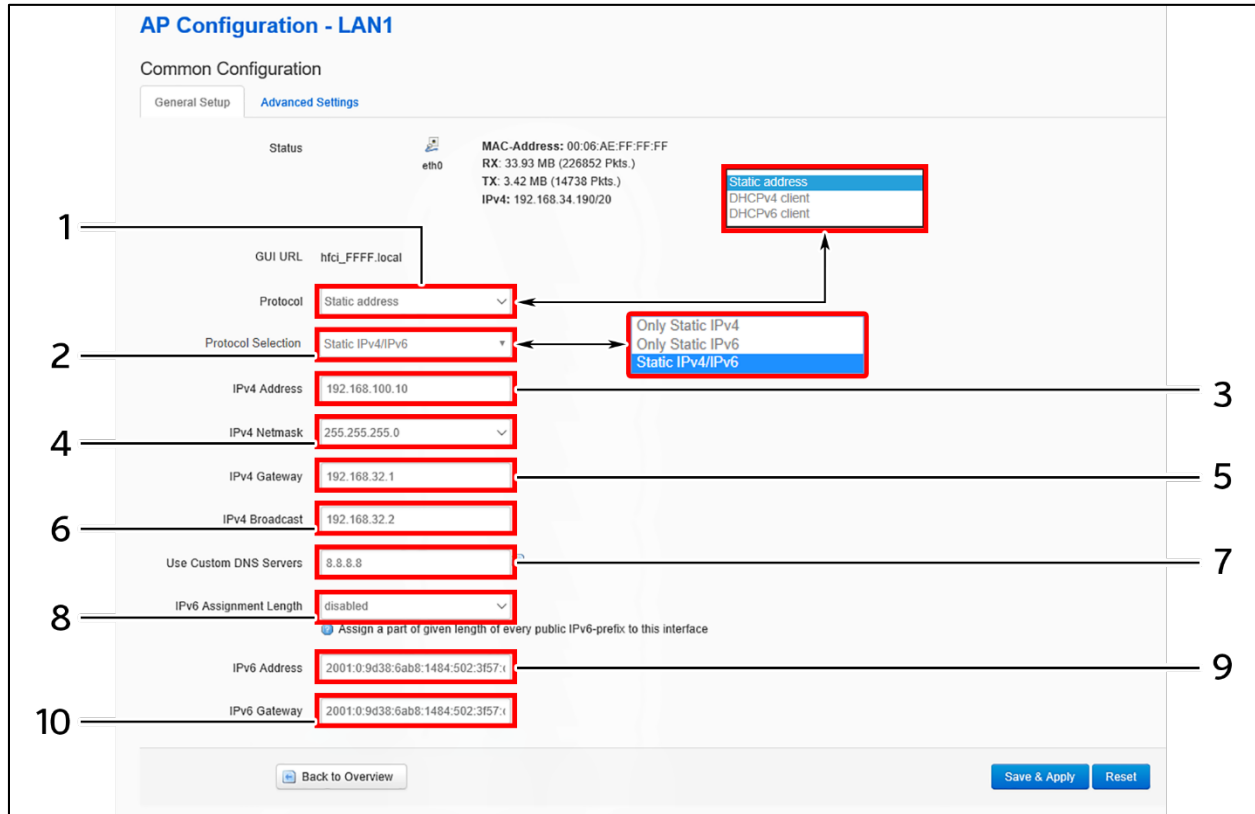 AP Configuration - LAN1
Common Configuration
General Setup Advanced Settings
Status
eth0
MAC-Address: 00:06:AE:FF:FF:FF
RX: 33.93 MB (226852 Pkts.)
TX: 3.42 MB (14738 Pkts.)
IPv4: 192.168.34.190/20
Static address
DHCPv4 client
DHCPv6 client
1
GUI URL hfci_FFFF.local
Protocol Static address
Only Static IPv4
Only Static IPv6
Static IPv4/IPv6
2 Protocol Selection Static IPv4/IPv6
IPv4 Address 192.168.100.10 3
4 IPv4 Netmask 255.255.255.0
IPv4 Gateway 192.168.32.1 5
6 IPv4 Broadcast 192.168.32.2
Use Custom DNS Servers 8.8.8.8 7
8 IPv6 Assignment Length disabled
Assign a part of given length of every public IPv6-prefix to this interface
IPv6 Address 2001:0:9d38:6ab8:1484:502:3f57: 9
10 IPv6 Gateway 2001:0:9d38:6ab8:1484:502:3f57:
Back to Overview Save & Apply Reset